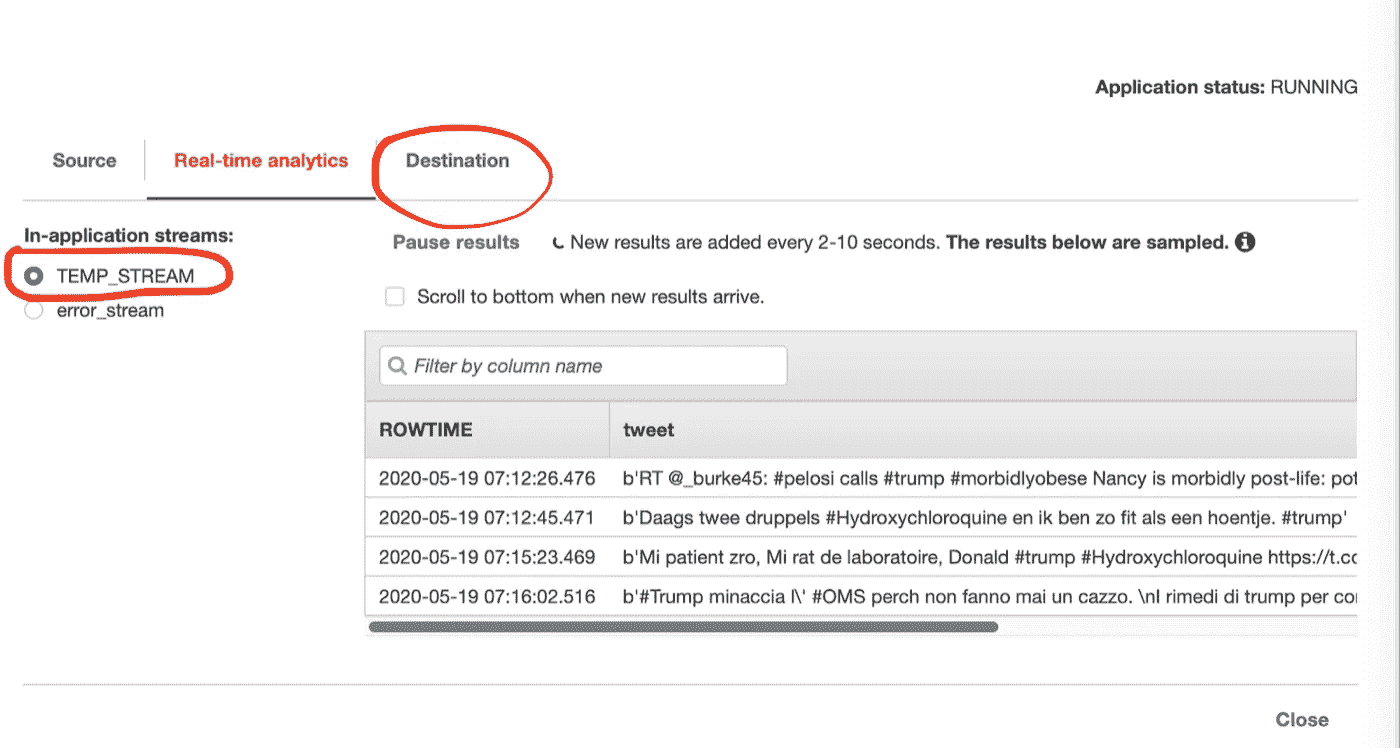 Application status: RUNNING
Source Real-time analytics Destination
In-application streams:
TEMP_STREAM
error_stream
Pause results New results are added every 2-10 seconds. The results below are sampled.
Scroll to bottom when new results arrive.
Filter by column name
ROWTIME tweet
2020-05-19 07:12:26.476 b'RT @_burke45: #pelosi calls #trump #morbidlyobese Nancy is morbidly post-life: pot
2020-05-19 07:12:45.471 b'Daags twee druppels #Hydroxychloroquine en ik ben zo fit als een hoentje. #trump'
2020-05-19 07:15:23.469 b'Mi patient zro, Mi rat de laboratoire, Donald #trump #Hydroxychloroquine https://t.co
2020-05-19 07:16:02.516 b'#Trump minaccia l\' #OMS perch non fanno mai un cazzo. \nI rimedi di trump per con
Close